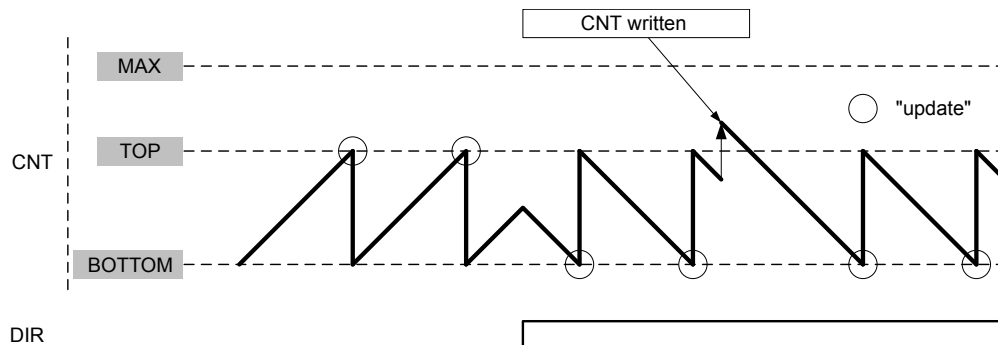 CNT written
MAX
"update"
TOP
CNT
BOTTOM
DIR